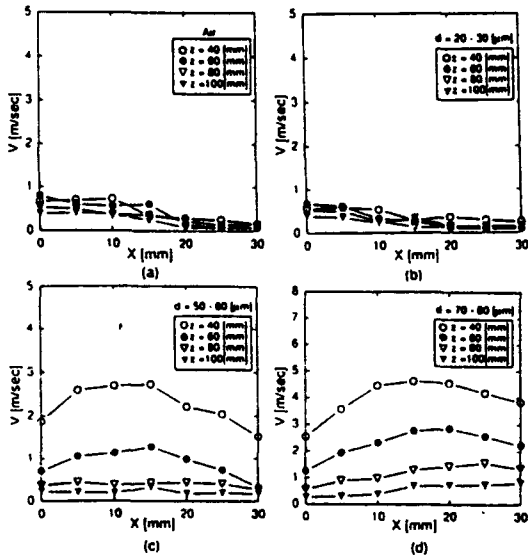 5
4
3
2
1
0
V [m/sec]
Air
z = 40 [mm]
z = 60 [mm]
z = 80 [mm]
z = 100 [mm]
0 10 20 30
X [mm]
(a)
5
4
3
2
1
0
V [m/sec]
d = 20 - 30 [μm]
z = 40 [mm]
z = 60 [mm]
z = 80 [mm]
z = 100 [mm]
0 10 20 30
X [mm]
(b)
5
4
3
2
1
0
V [m/sec]
d = 50 - 60 [μm]
z = 40 [mm]
z = 60 [mm]
z = 80 [mm]
z = 100 [mm]
0 10 20 30
X [mm]
(c)
8
7
6
5
4
3
2
1
0
V [m/sec]
d = 70 - 80 [μm]
z = 40 [mm]
z = 60 [mm]
z = 80 [mm]
z = 100 [mm]
0 10 20 30
X [mm]
(d)